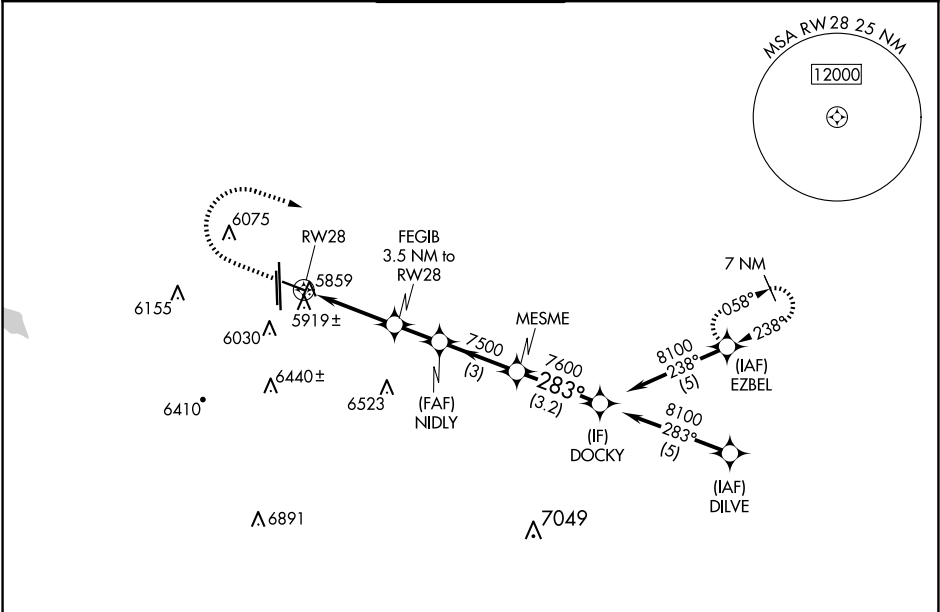 MSA RW28 25 NM
12000
6075
RW28
FEGIB
3.5 NM to
RW28
7 NM
058°
238°
5859
6155
5919±
6030
MESME
7500
(3)
7600
283°
(3.2)
8100
238°
(5)
(IAF)
EZBEL
6440±
6523
6410
(FAF)
NIDLY
(IF)
DOCKY
8100
283°
(5)
(IAF)
DILVE
6891
7049